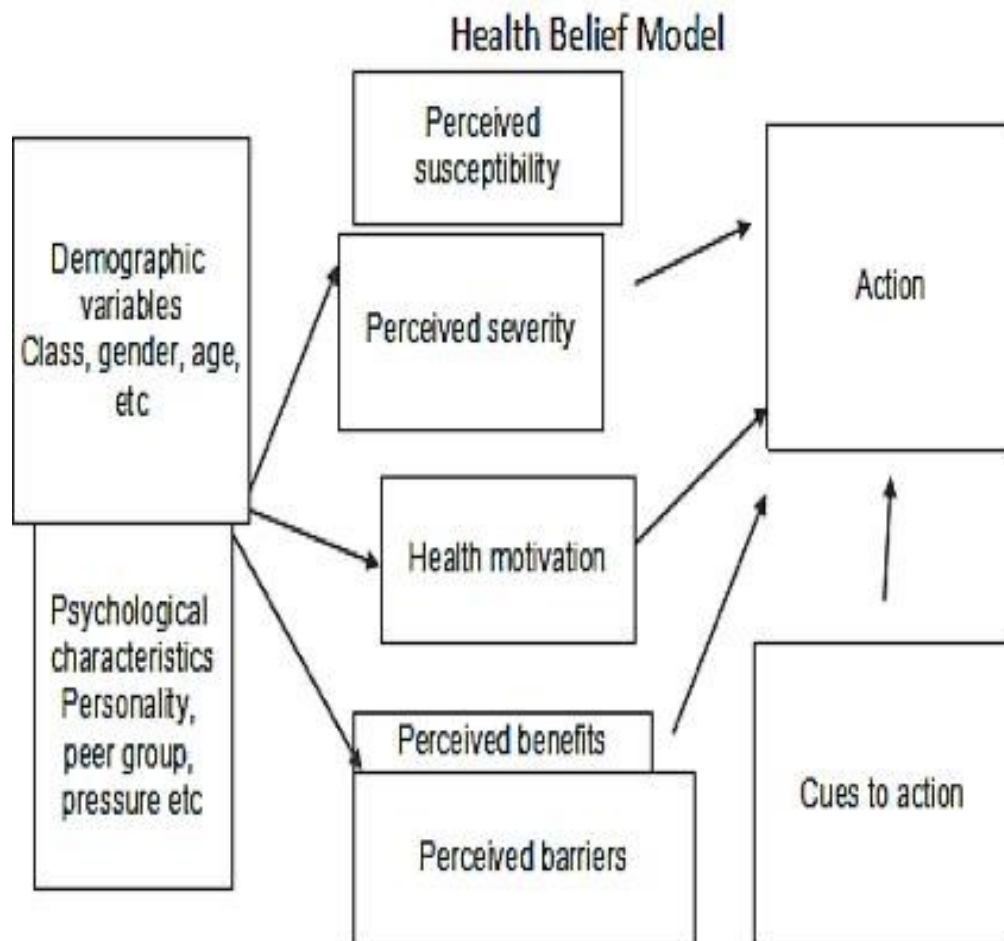 Health Belief Model
Perceived
susceptibility
Demographic
variables
Class, gender, age,
etc
Perceived severity
Action
Health motivation
Psychological
characteristics
Personality,
peer group,
pressure etc
Perceived benefits
Perceived barriers
Cues to action